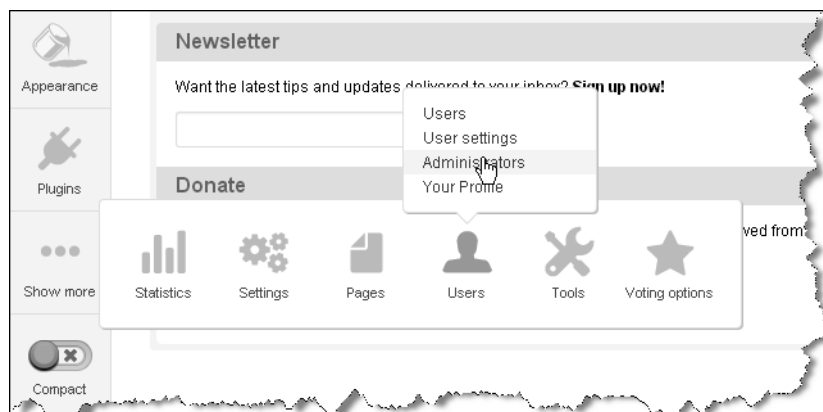 Appearance
Plugins
Show more
Compact
Newsletter
Want the latest tips and updates delivered to your inbox? Sign up now!
Users
User settings
Administrators
Your Profile
Donate
ved from
Statistics
Settings
Pages
Users
Tools
Voting options